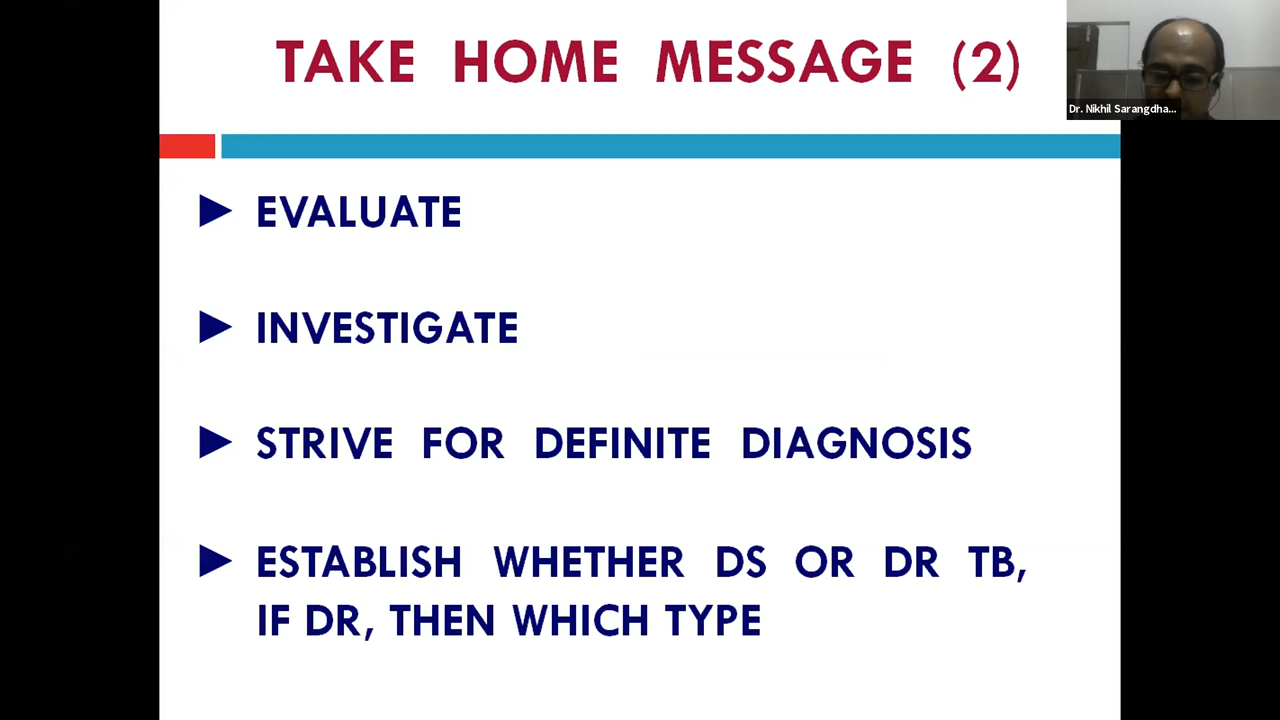 TAKE HOME MESSAGE (2)
Dr. Nikhil Sarangdha...
► EVALUATE
► INVESTIGATE
► STRIVE FOR DEFINITE DIAGNOSIS
► ESTABLISH WHETHER DS OR DR TB,
IF DR, THEN WHICH TYPE